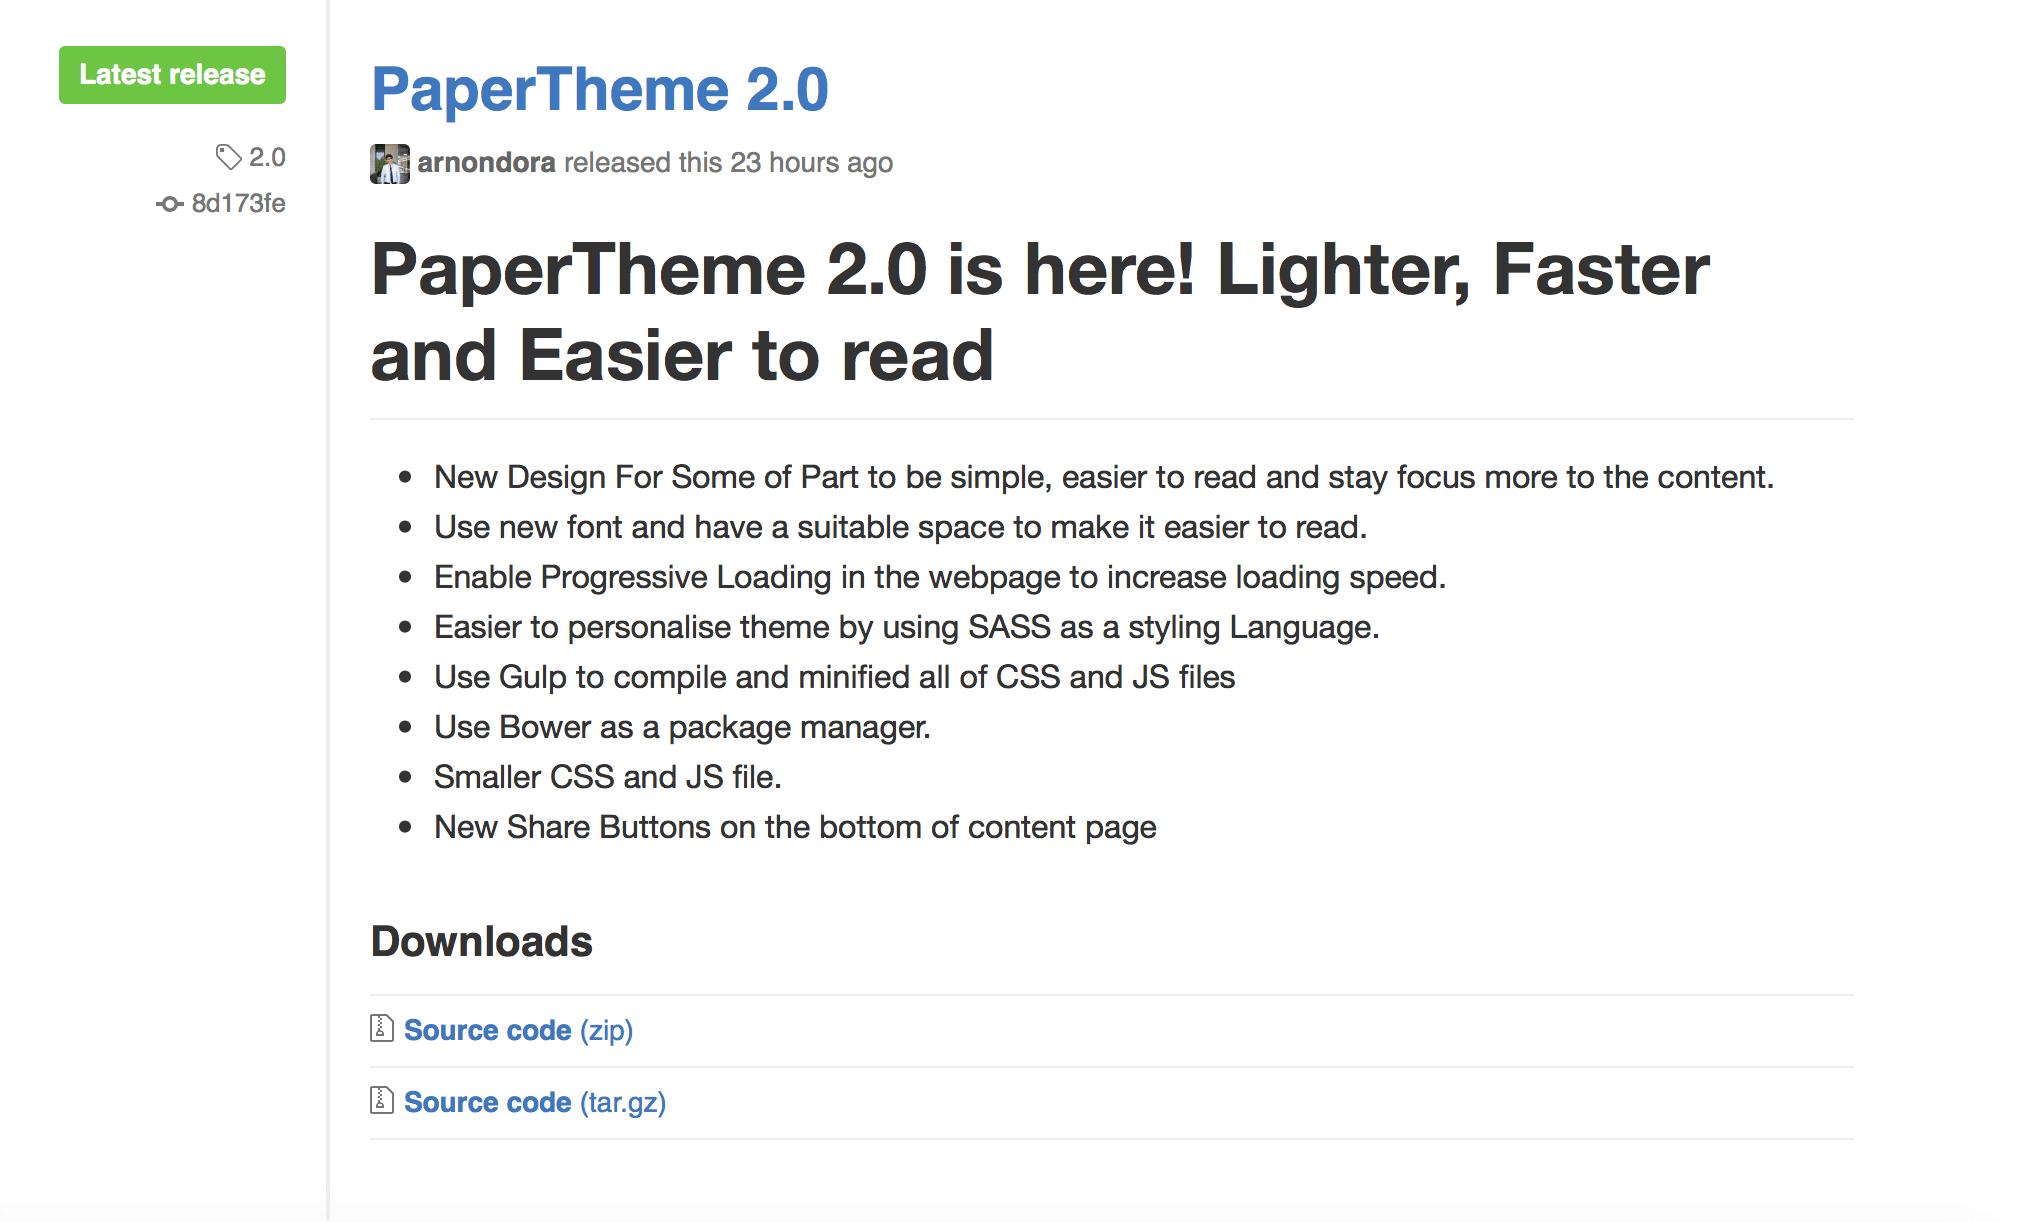 Latest release
2.0
8d173fe
PaperTheme 2.0
arnondora released this 23 hours ago
PaperTheme 2.0 is here! Lighter, Faster
and Easier to read
New Design For Some of Part to be simple, easier to read and stay focus more to the content.
Use new font and have a suitable space to make it easier to read.
Enable Progressive Loading in the webpage to increase loading speed.
Easier to personalise theme by using SASS as a styling Language.
Use Gulp to compile and minified all of CSS and JS files
Use Bower as a package manager.
Smaller CSS and JS file.
New Share Buttons on the bottom of content page
Downloads
Source code (zip)
Source code (tar.gz)